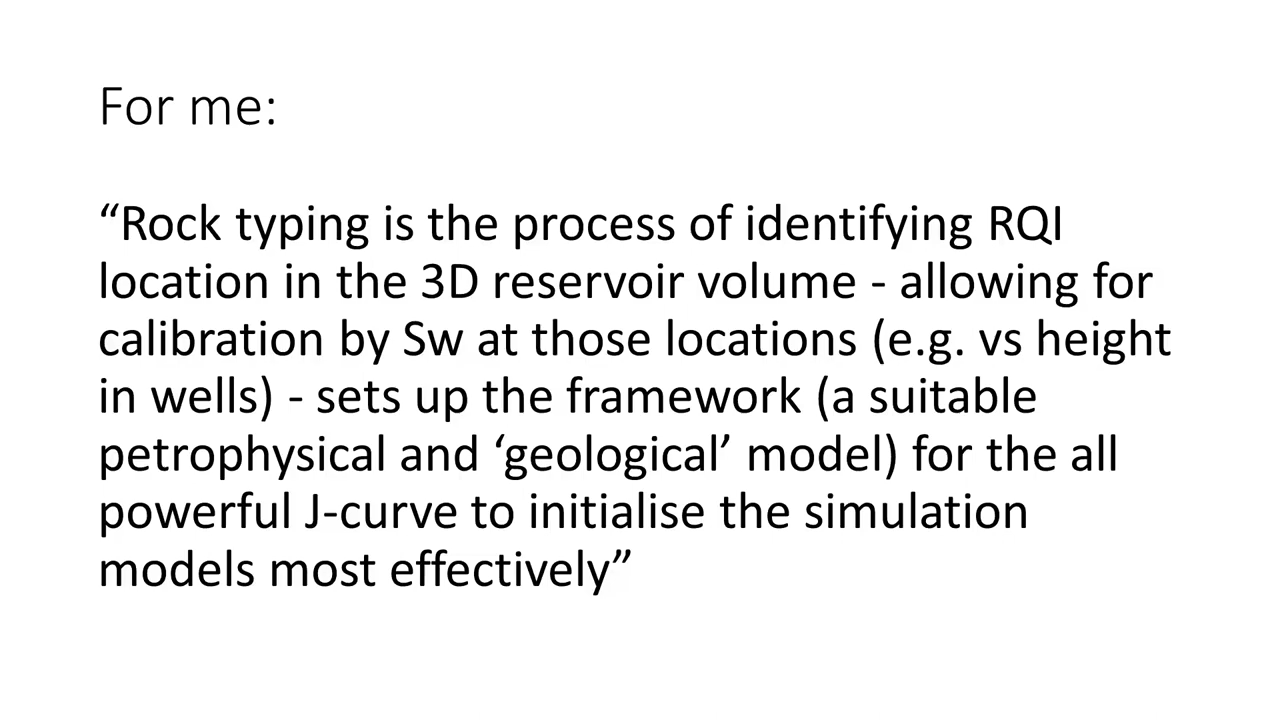 For me:
“Rock typing is the process of identifying RQI
location in the 3D reservoir volume - allowing for
calibration by Sw at those locations (e.g. vs height
in wells) - sets up the framework (a suitable
petrophysical and ‘geological’ model) for the all
powerful J-curve to initialise the simulation
models most effectively”